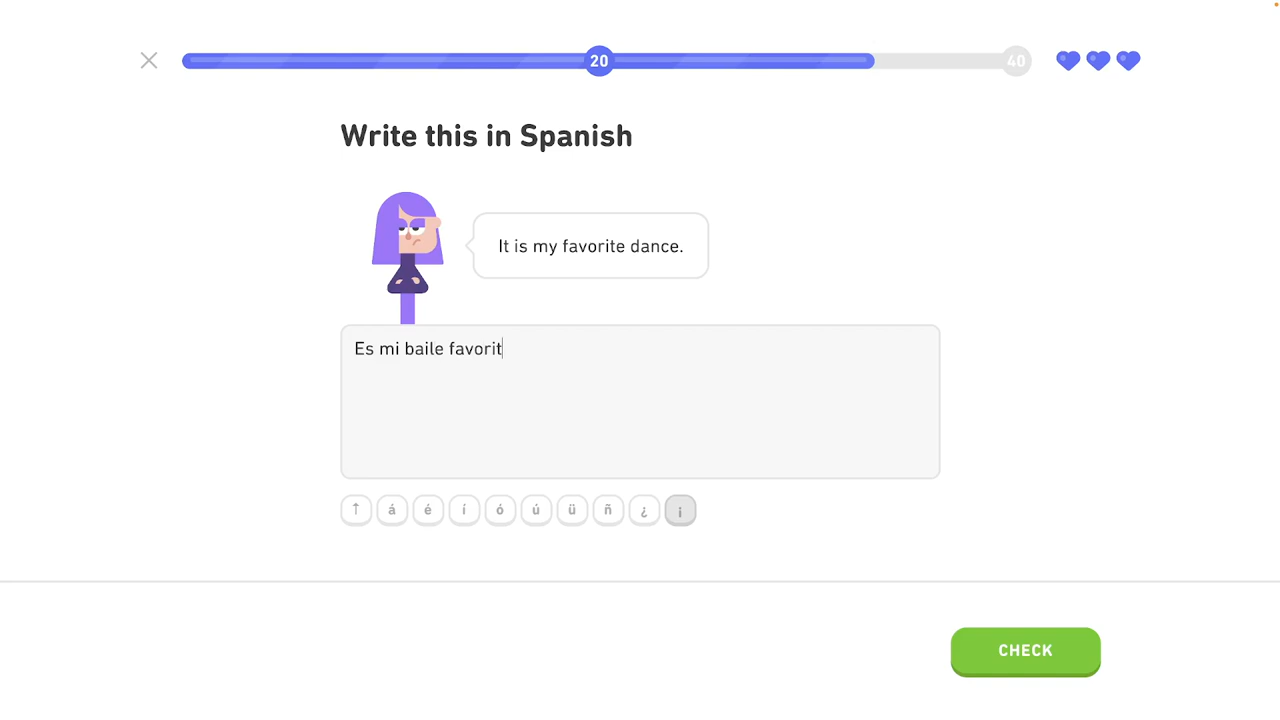 20
40
Write this in Spanish
It is my favorite dance.
Es mi baile favorit
↑ á é í ó ú ü ñ ¿ ¡
CHECK